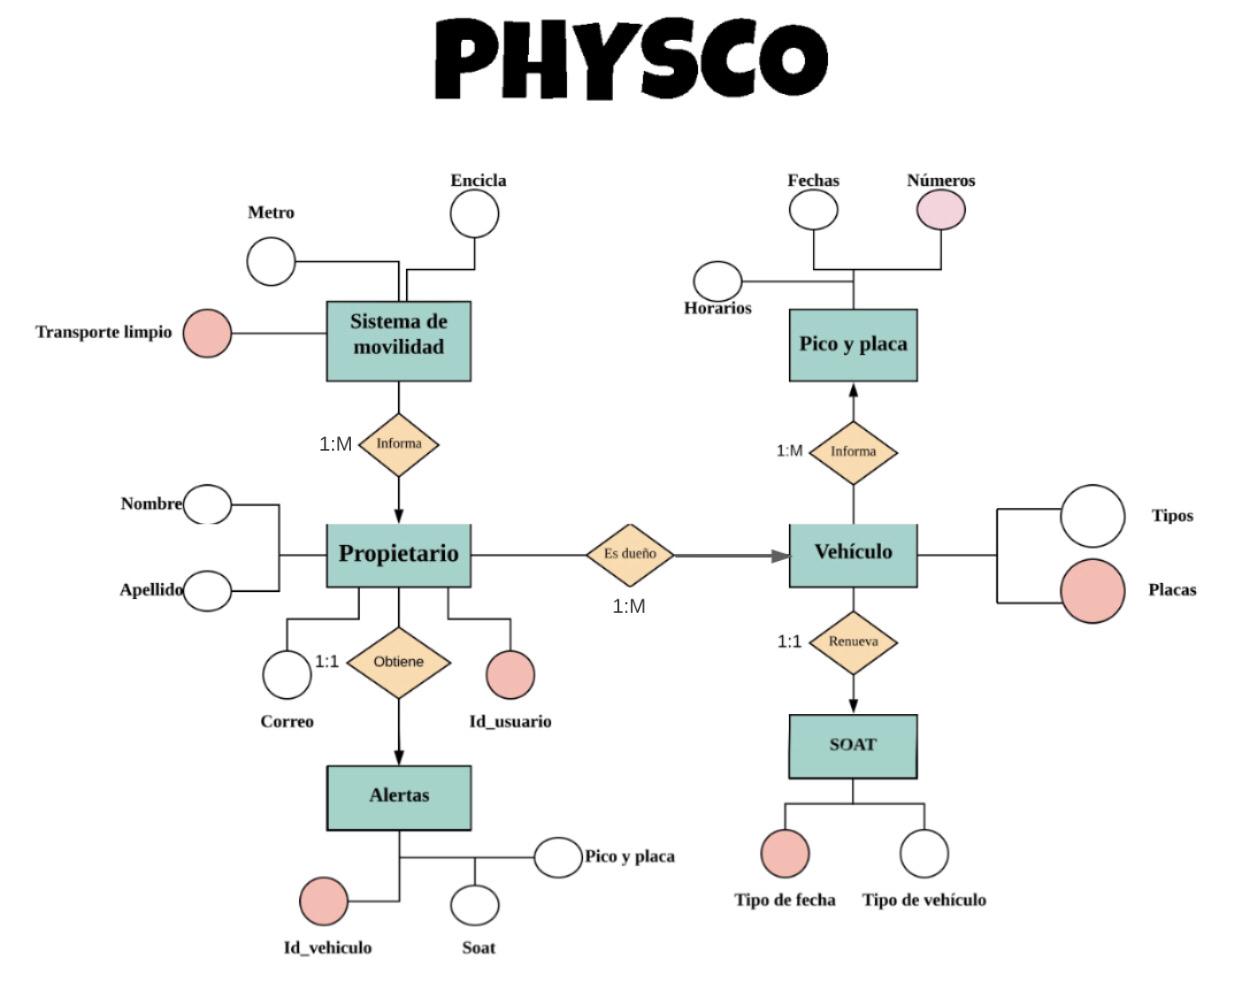 PHYSCO
Encicla
Metro
Transporte limpio
Sistema de
movilidad
Fechas
Números
Horarios
Pico y placa
1:M
Informa
1:M
Informa
Nombre
Apellido
Propietario
Es dueño
1:M
Vehículo
Tipos
Placas
1:1
Obtiene
Correo
Id_usuario
1:1
Renueva
Alertas
SOAT
Pico y placa
Id_vehiculo
Soat
Tipo de fecha
Tipo de vehículo